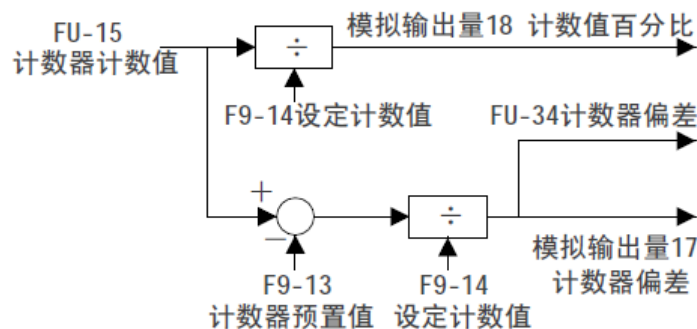 FU-15
计数器计数值
÷
模拟输出量18 计数值百分比
F9-14设定计数值
FU-34计数器偏差
+
−
÷
模拟输出量17
计数器偏差
F9-13
计数器预置值
F9-14
设定计数值